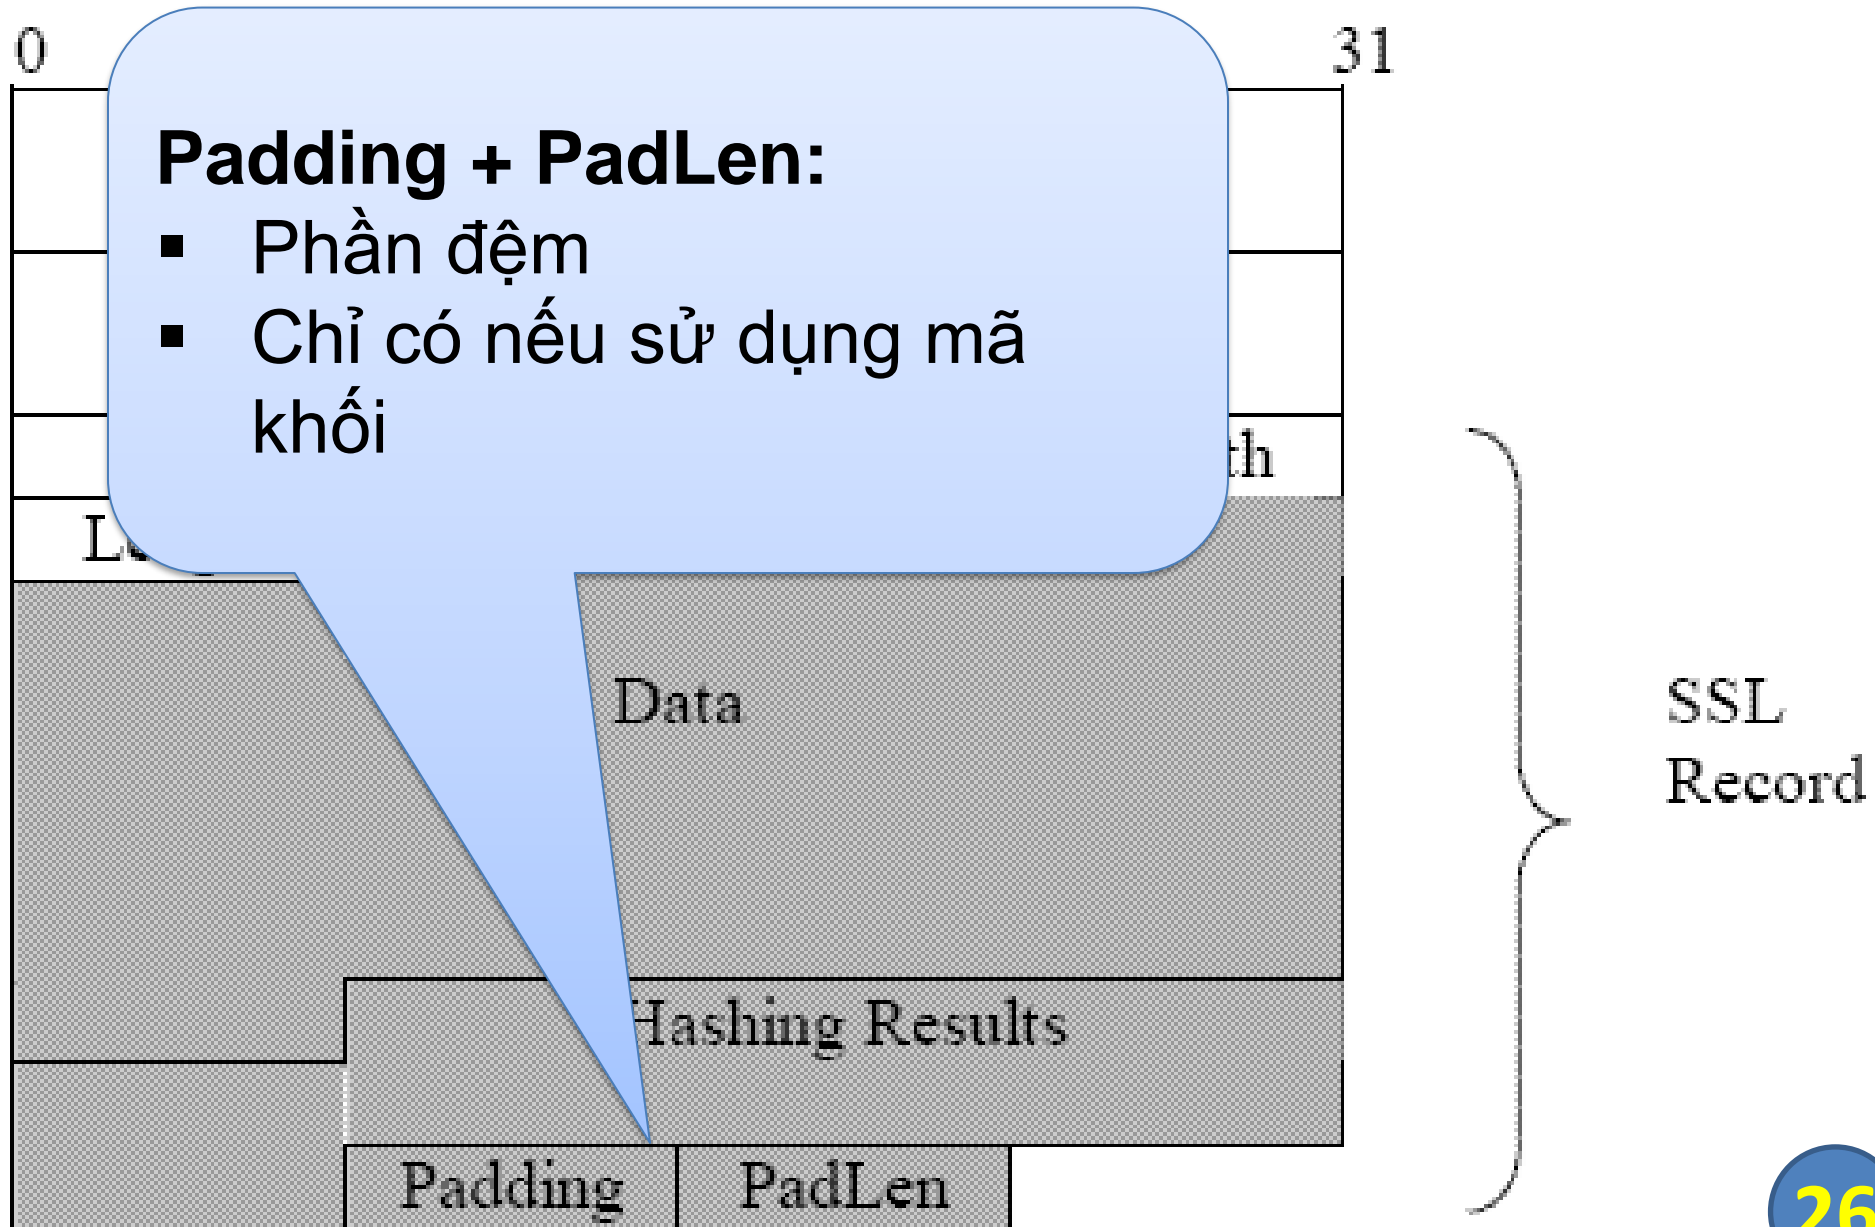 0
31
Padding + PadLen:
▪ Phần đệm
▪ Chỉ có nếu sử dụng mã
khối
Data
SSL
Record
Hashing Results
Padding
PadLen
26